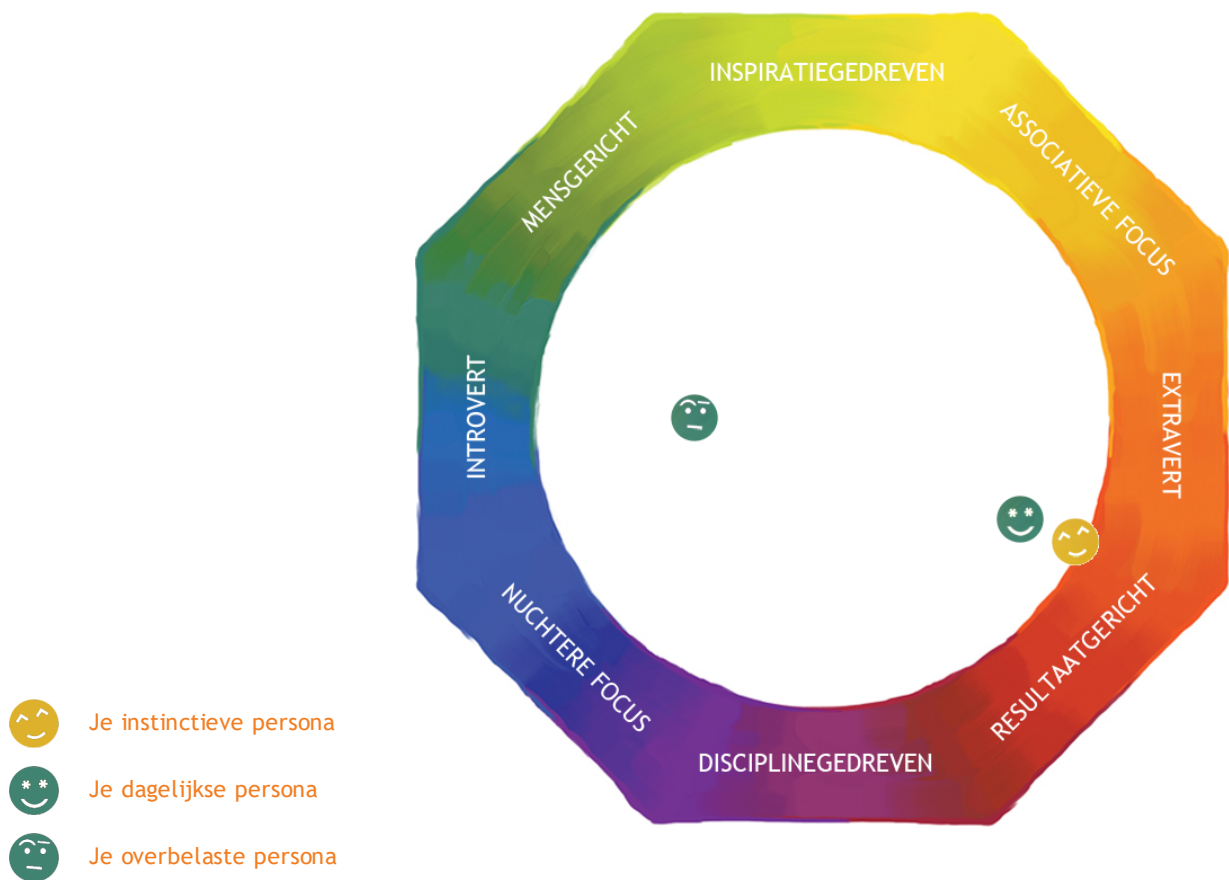 INSPIRATIEGEDREVEN
ASSOCIATIEVE FOCUS
EXTRAVERT
RESULTAATGERICHT
DISCIPLINEGEDREVEN
NUCHTERE FOCUS
INTROVERT
MENSGERICHT
Je instinctieve persona
Je dagelijkse persona
Je overbelaste persona